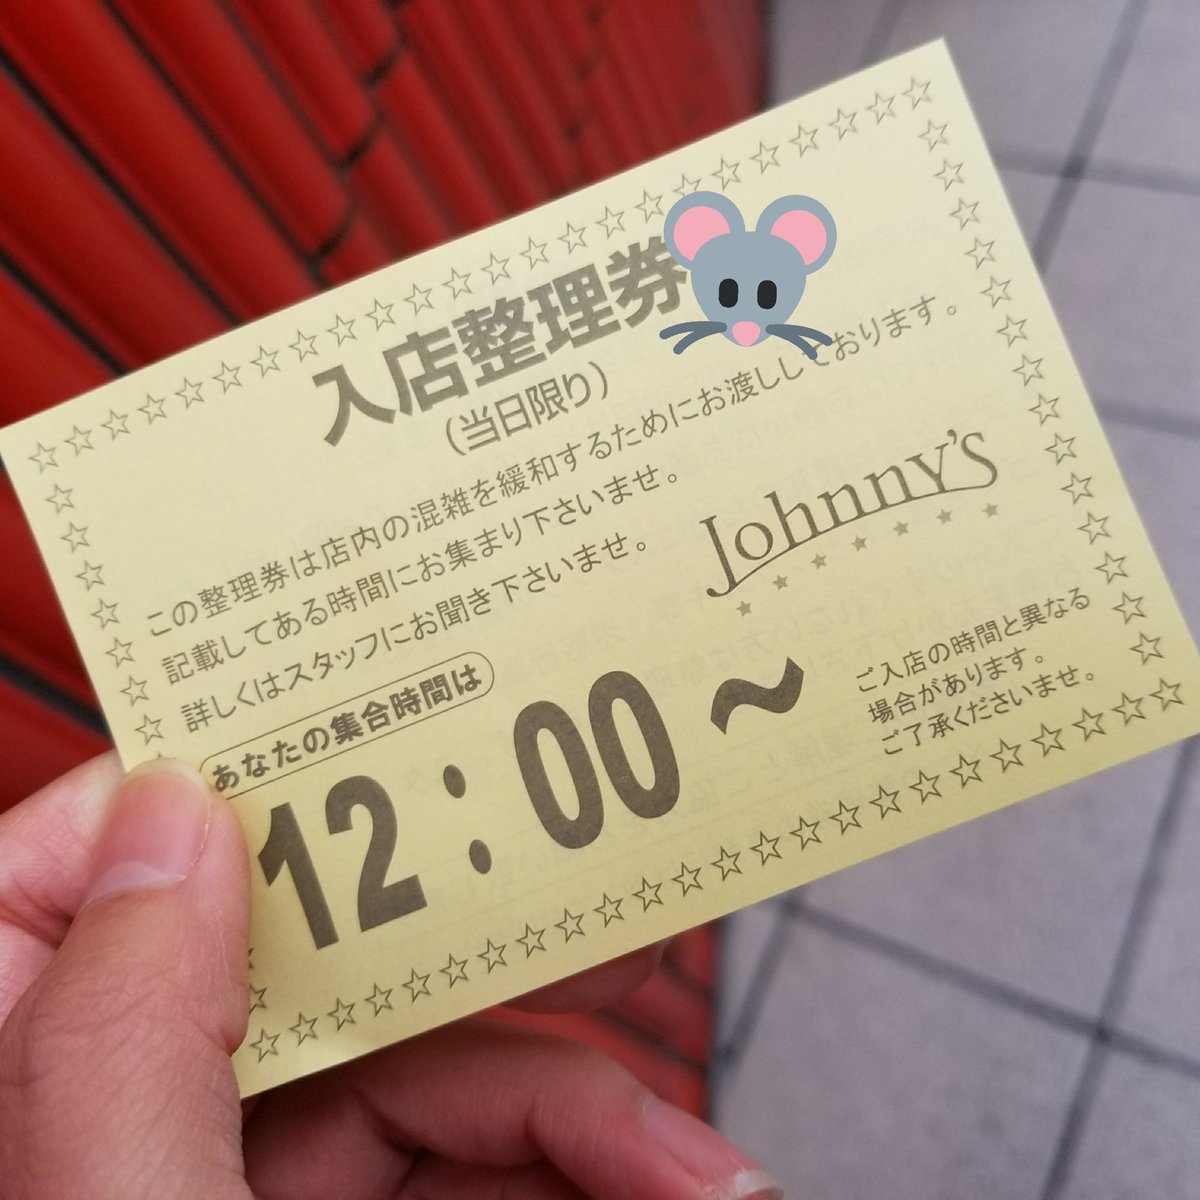 入店整理券
(当日限り)
この整理券は店内の混雑を緩和するためにお渡ししております。
記載してある時間にお集まり下さいませ。
詳しくはスタッフにお聞き下さいませ。
Johnny's
あなたの集合時間は
12:00～
ご入店の時間と異なる
場合があります。
ご了承くださいませ。